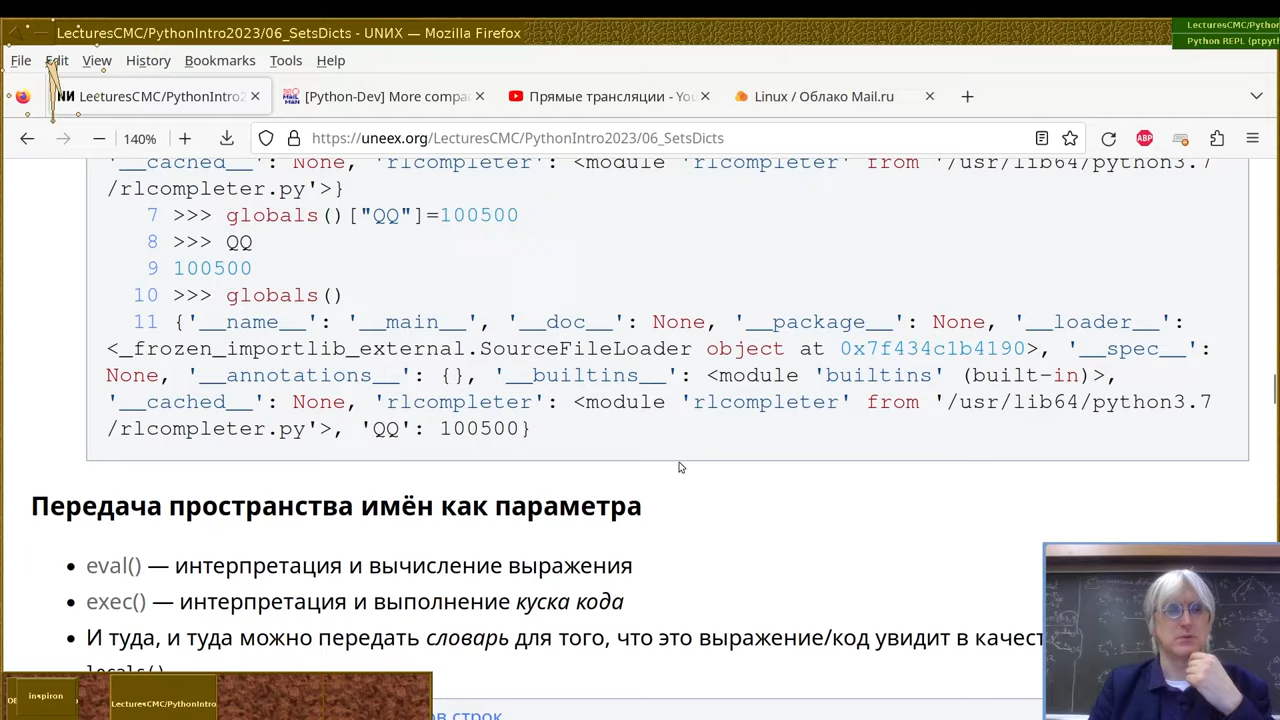 LecturesCMC/PythonIntro2023/06_SetsDicts - UNИX — Mozilla Firefox
LecturesCMC/Python
Python REPL (ptpyth
File Edit View History Bookmarks Tools Help
LecturesCMC/PythonIntro2
[Python-Dev] More compa
Прямые трансляции - You
Linux / Облако Mail.ru
140%
https://uneex.org/LecturesCMC/PythonIntro2023/06_SetsDicts
'__cached__': None, 'rlcompleter': <module 'rlcompleter' from '/usr/lib64/python3.7
/rlcompleter.py'>}
7 >>> globals()["QQ"]=100500
8 >>> QQ
9 100500
10 >>> globals()
11 {'__name__': '__main__', '__doc__': None, '__package__': None, '__loader__':
<_frozen_importlib_external.SourceFileLoader object at 0x7f434c1b4190>, '__spec__':
None, '__annotations__': {}, '__builtins__': <module 'builtins' (built-in)>,
'__cached__': None, 'rlcompleter': <module 'rlcompleter' from '/usr/lib64/python3.7
/rlcompleter.py'>, 'QQ': 100500}
Передача пространства имён как параметра
• eval() — интерпретация и вычисление выражения
• exec() — интерпретация и выполнение куска кода
• И туда, и туда можно передать словарь для того, что это выражение/код увидит в качест
locals()
ов строк
inspiron
LecturesCMC/PythonIntro